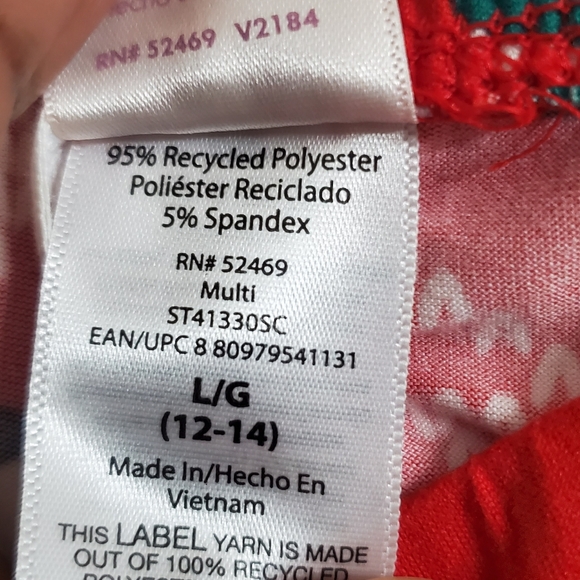 Hecho
RN# 52469 V2184
95% Recycled Polyester
Poliéster Reciclado
5% Spandex
RN# 52469
Multi
ST41330SC
EAN/UPC 8 80979541131
L/G
(12-14)
Made In/Hecho En
Vietnam
THIS LABEL YARN IS MADE
OUT OF 100% RECYCLED